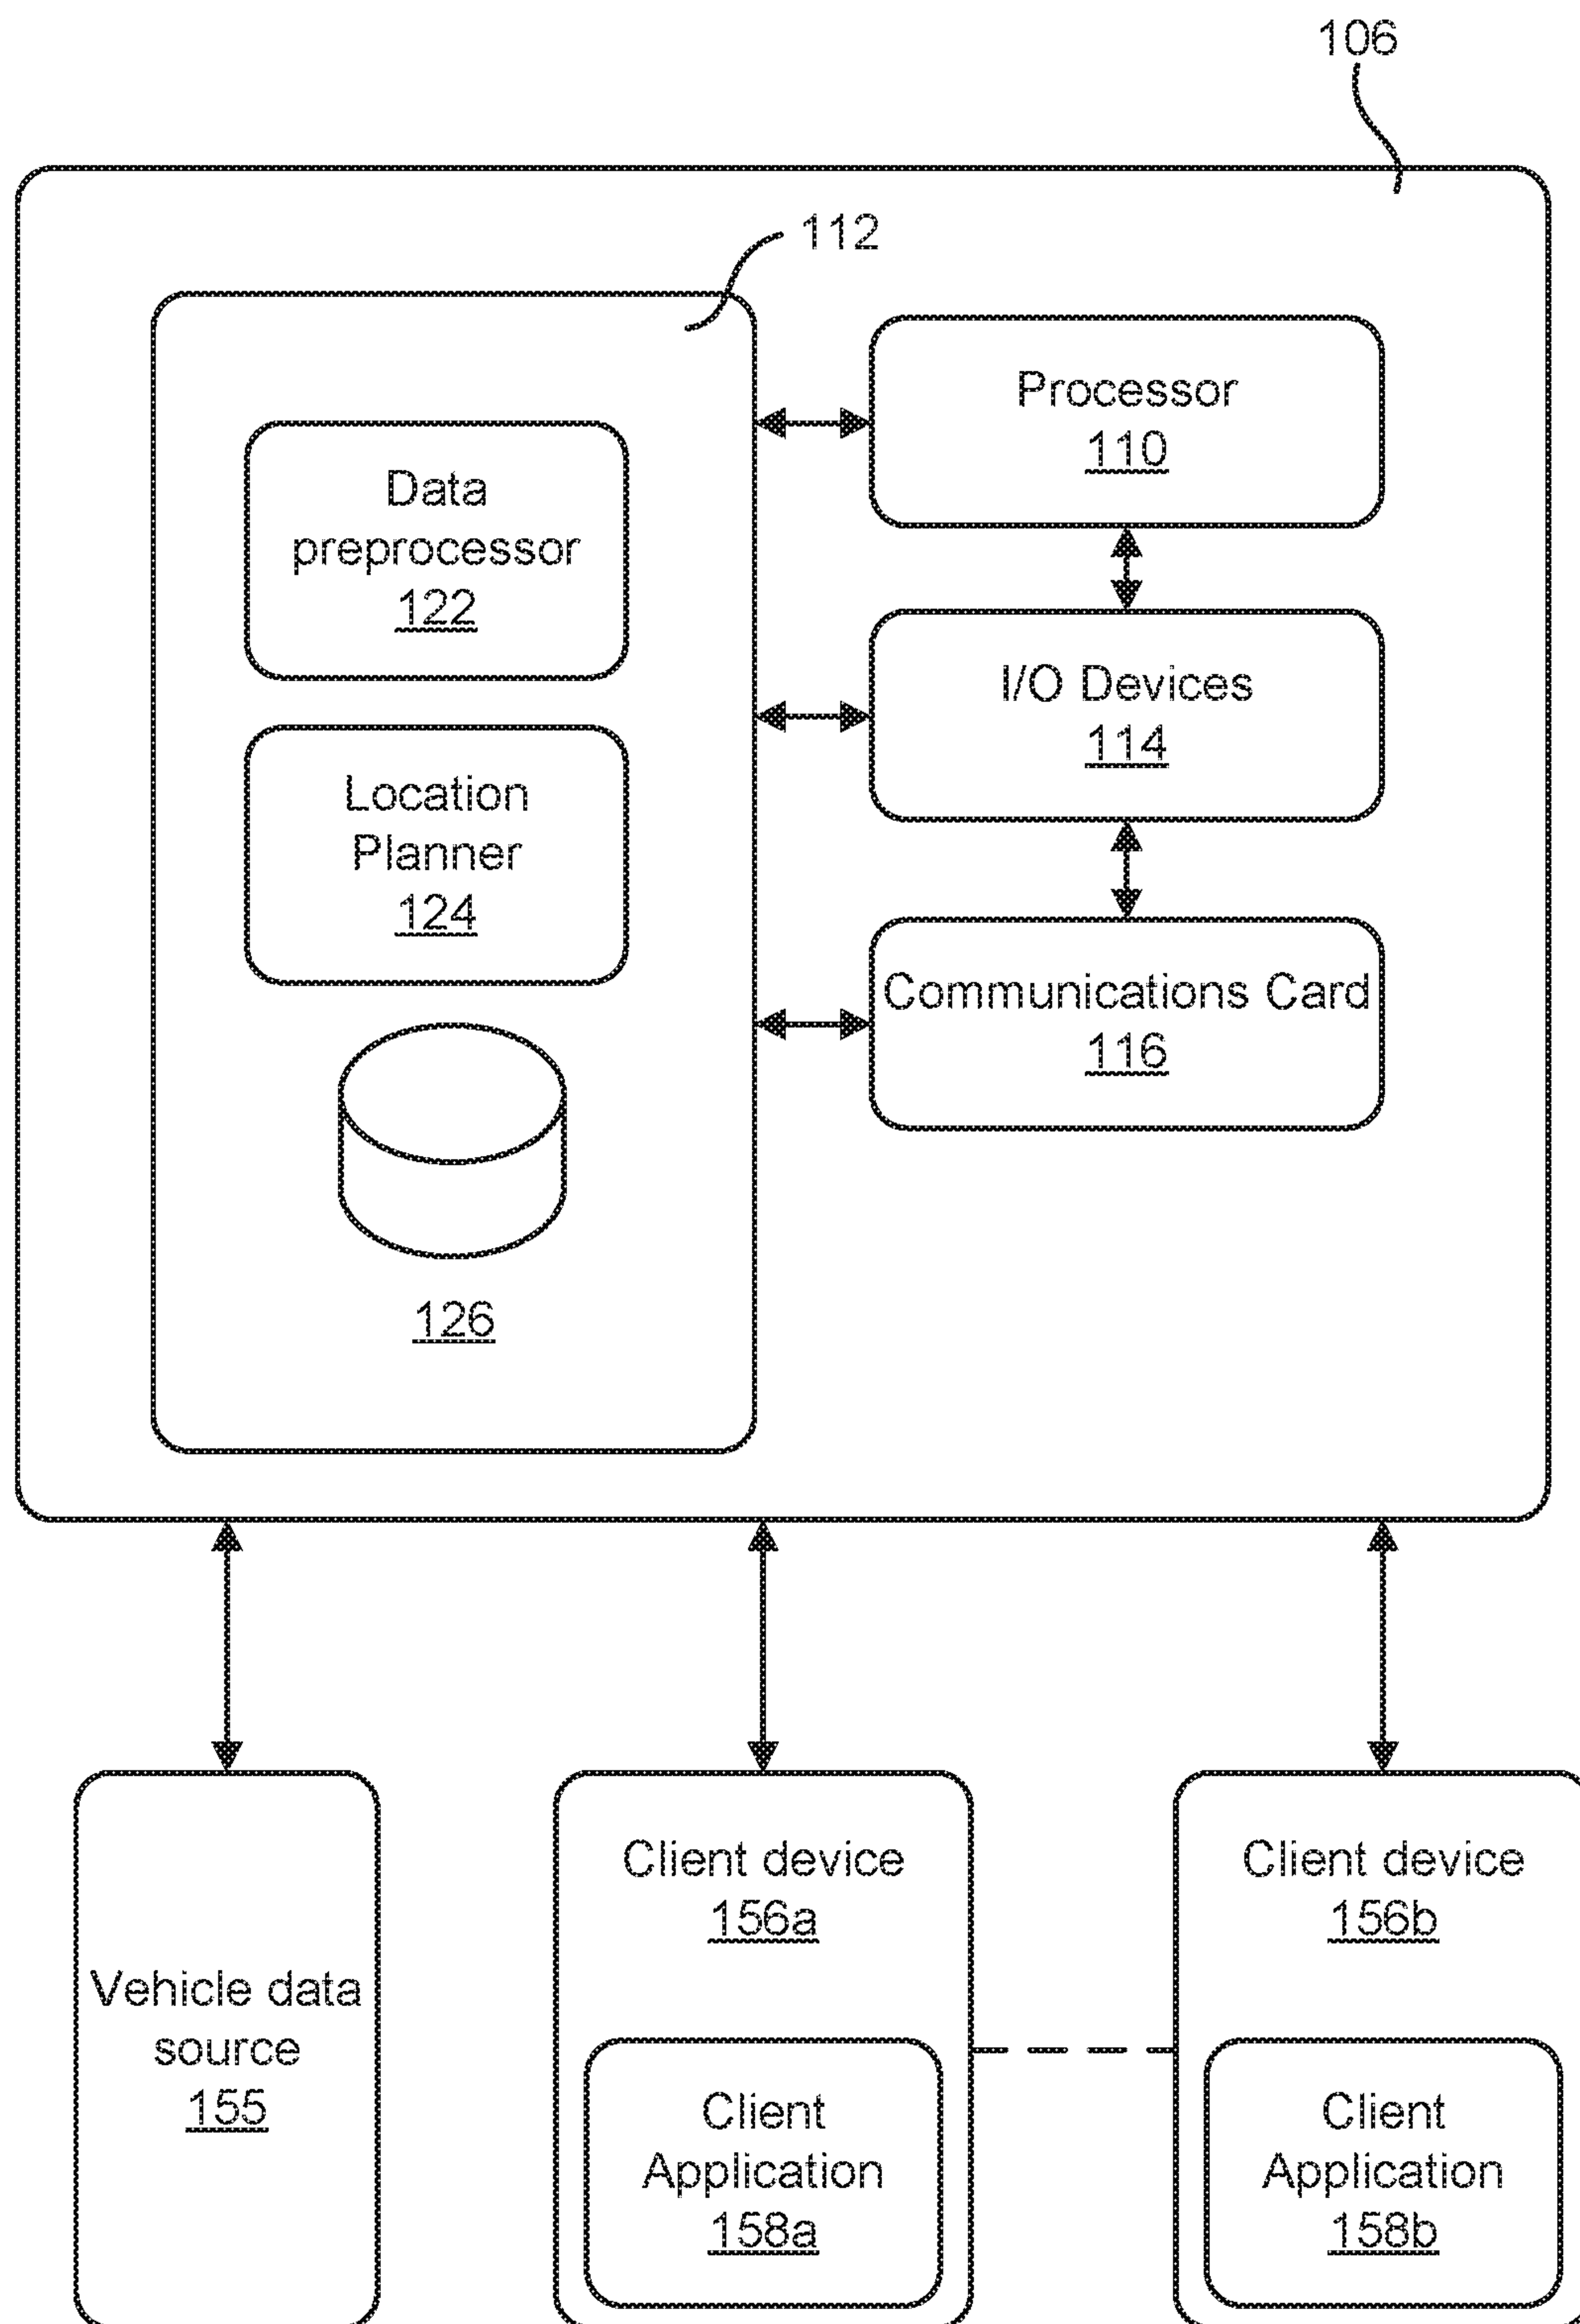 106
112
Processor
110
Data
preprocessor
122
I/O Devices
114
Location
Planner
124
Communications Card
116
126
Vehicle data
source
155
Client device
156a
Client
Application
158a
Client device
156b
Client
Application
158b